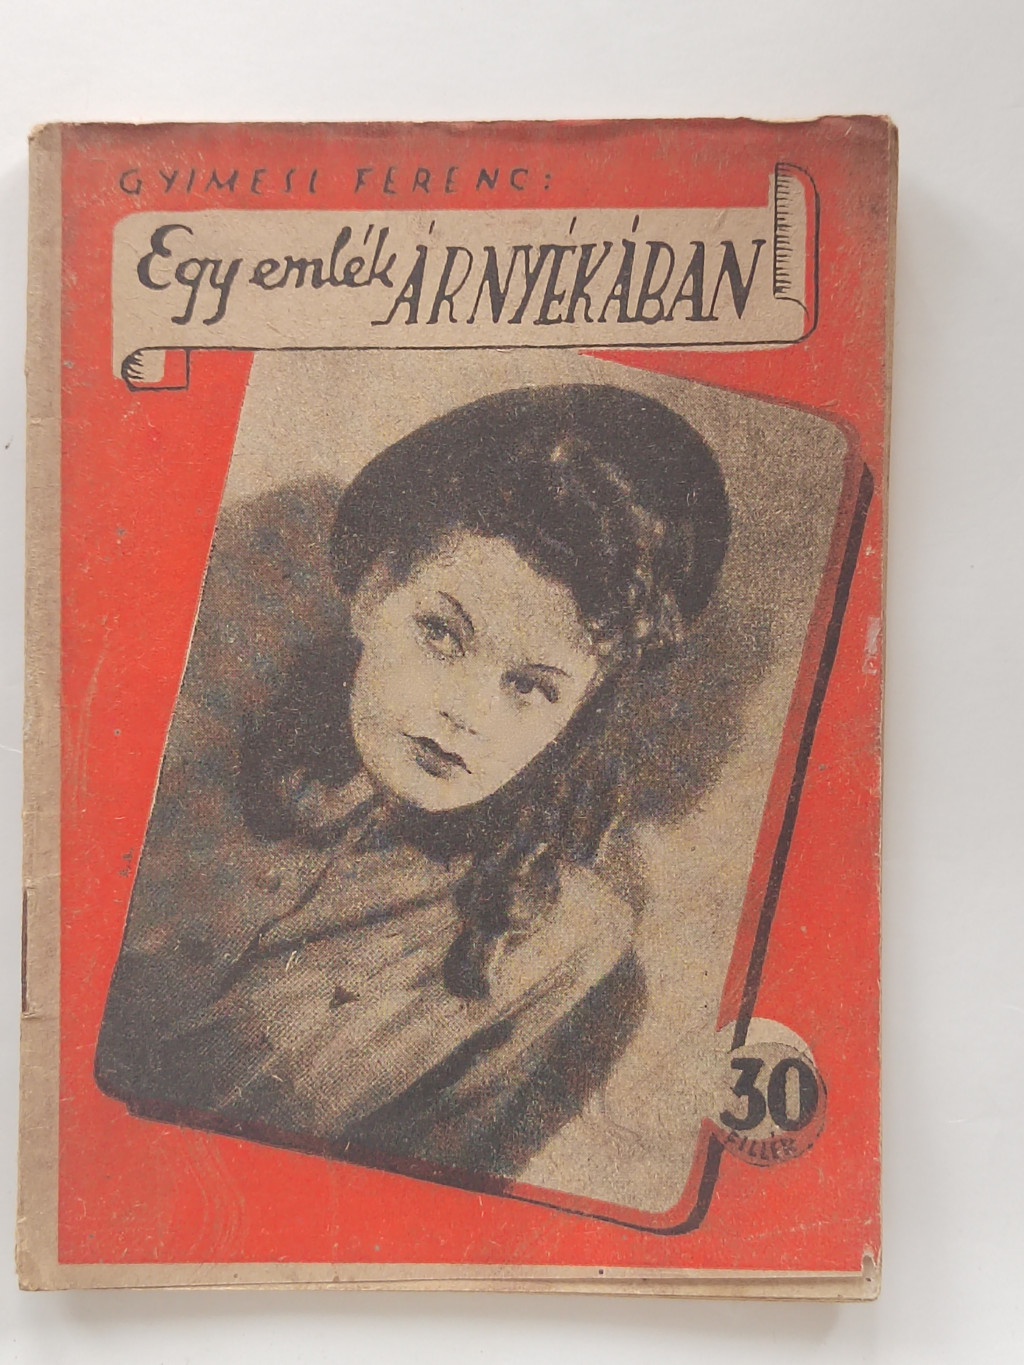 GYIMESI FERENC:
Egy emlék ÁRNYÉKÁBAN
30
FILLÉR